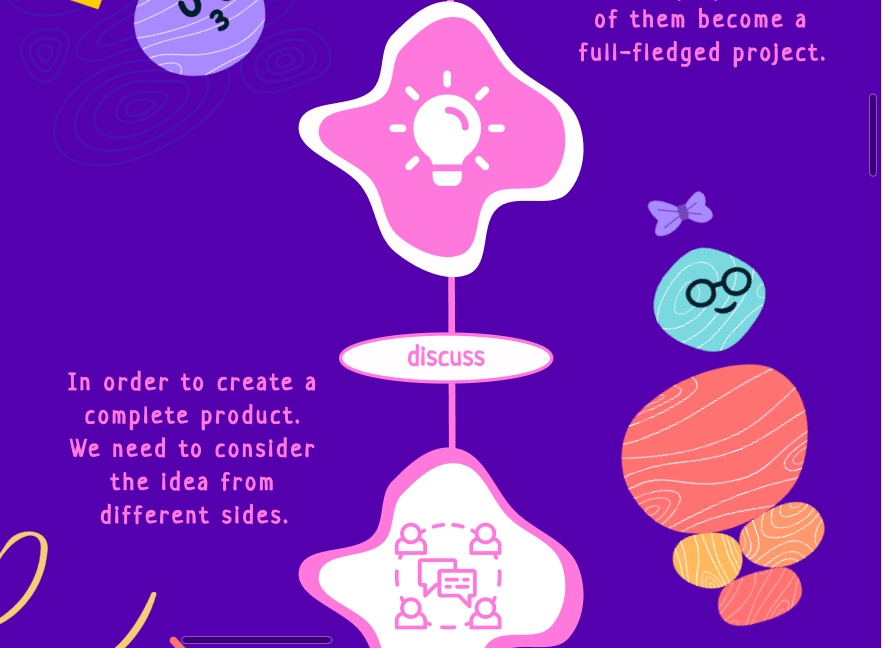 of them become a
full-fledged project.
discuss
In order to create a
complete product.
We need to consider
the idea from
different sides.